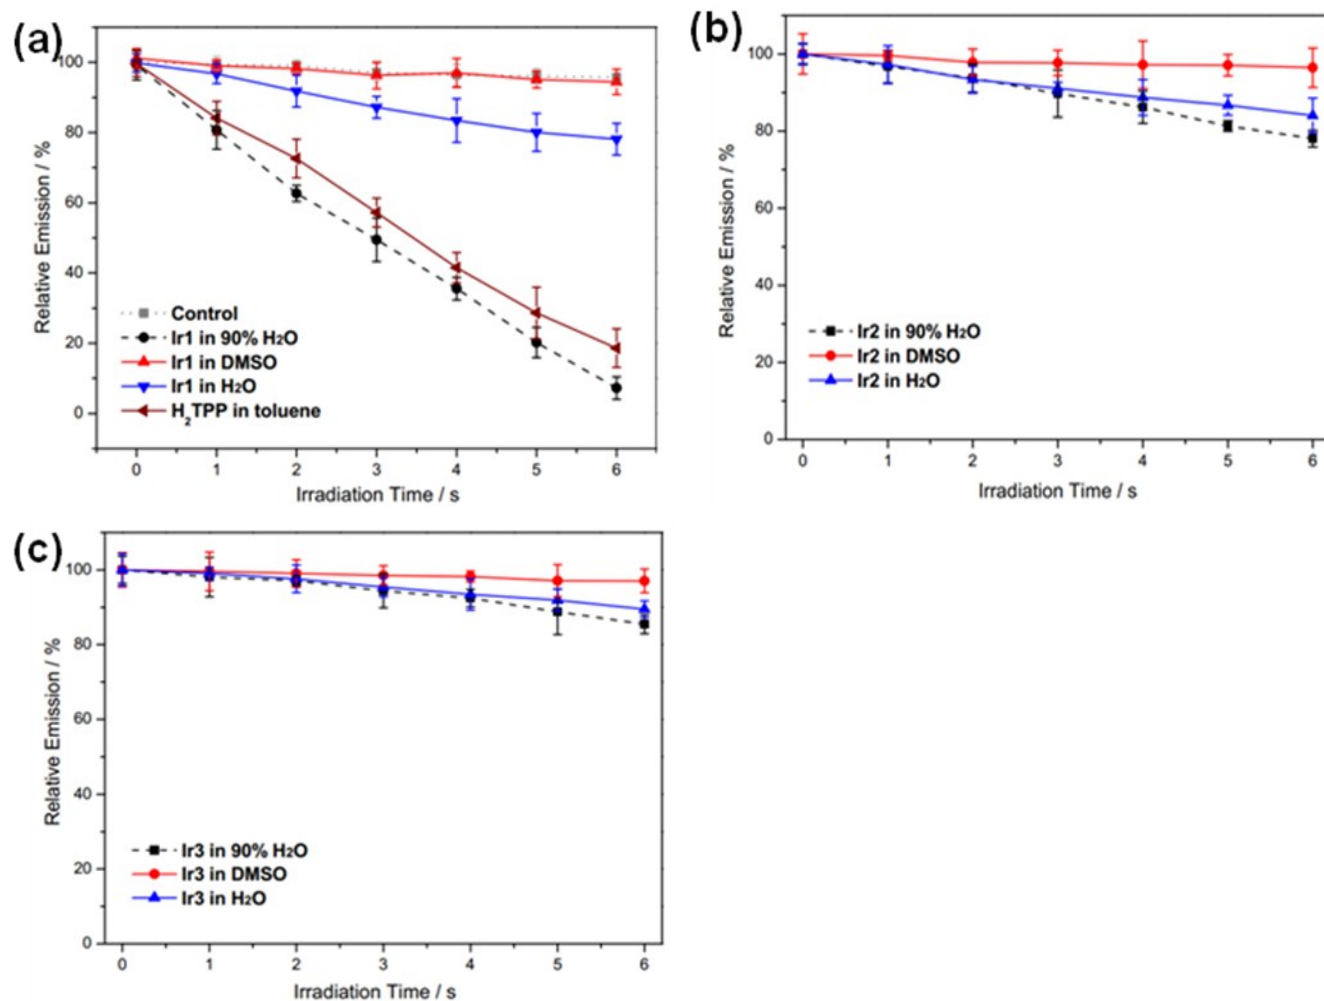 (a)
Relative Emission / %
100
80
60
40
20
0
Control
Ir1 in 90% H₂O
Ir1 in DMSO
Ir1 in H₂O
H₂TPP in toluene
0 1 2 3 4 5 6
Irradiation Time / s
(b)
Relative Emission / %
100
80
60
40
20
0
Ir2 in 90% H₂O
Ir2 in DMSO
Ir2 in H₂O
0 1 2 3 4 5 6
Irradiation Time / s
(c)
Relative Emission / %
100
80
60
40
20
0
Ir3 in 90% H₂O
Ir3 in DMSO
Ir3 in H₂O
0 1 2 3 4 5 6
Irradiation Time / s